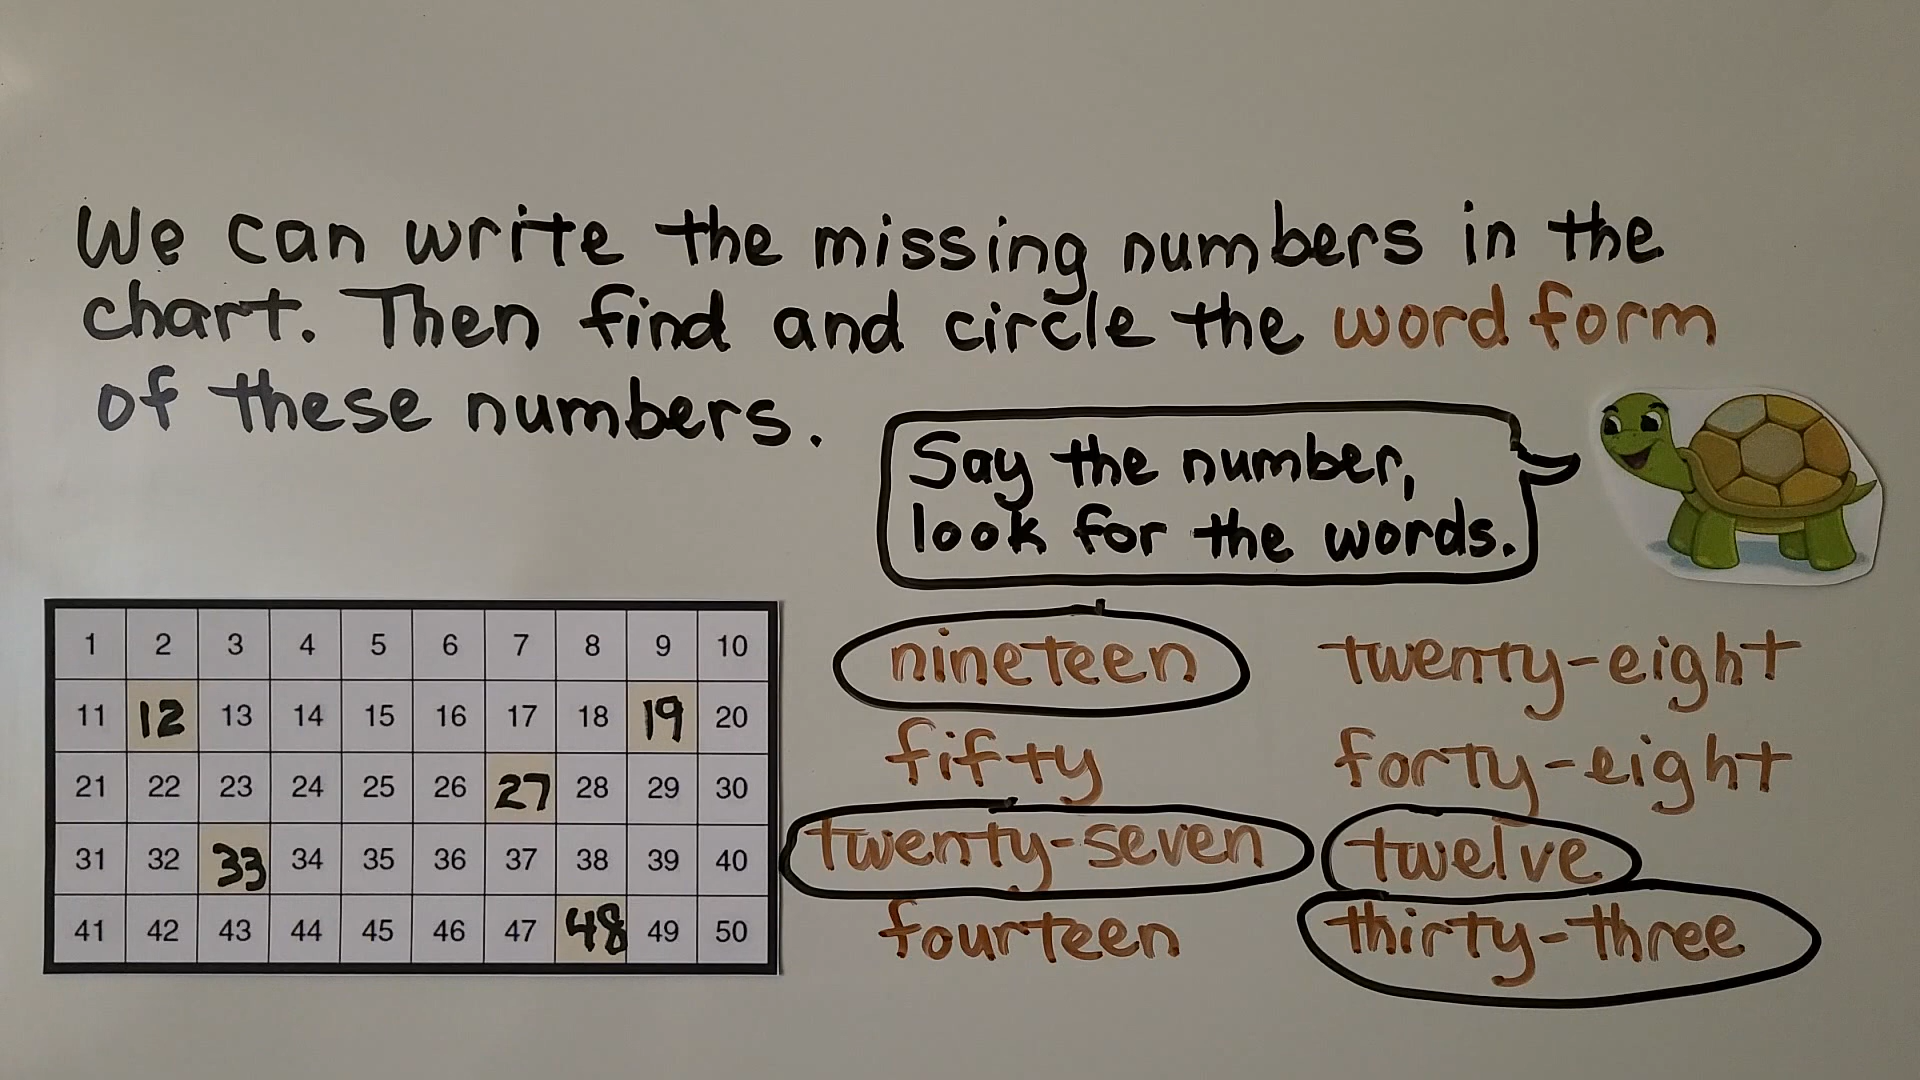 We can write the missing numbers in the
chart. Then find and circle the word form
of these numbers.
Say the number,
look for the words.
1 2 3 4 5 6 7 8 9 10
11 12 13 14 15 16 17 18 19 20
21 22 23 24 25 26 27 28 29 30
31 32 33 34 35 36 37 38 39 40
41 42 43 44 45 46 47 48 49 50
nineteen twenty-eight
fifty forty-eight
twenty-seven twelve
fourteen thirty-three